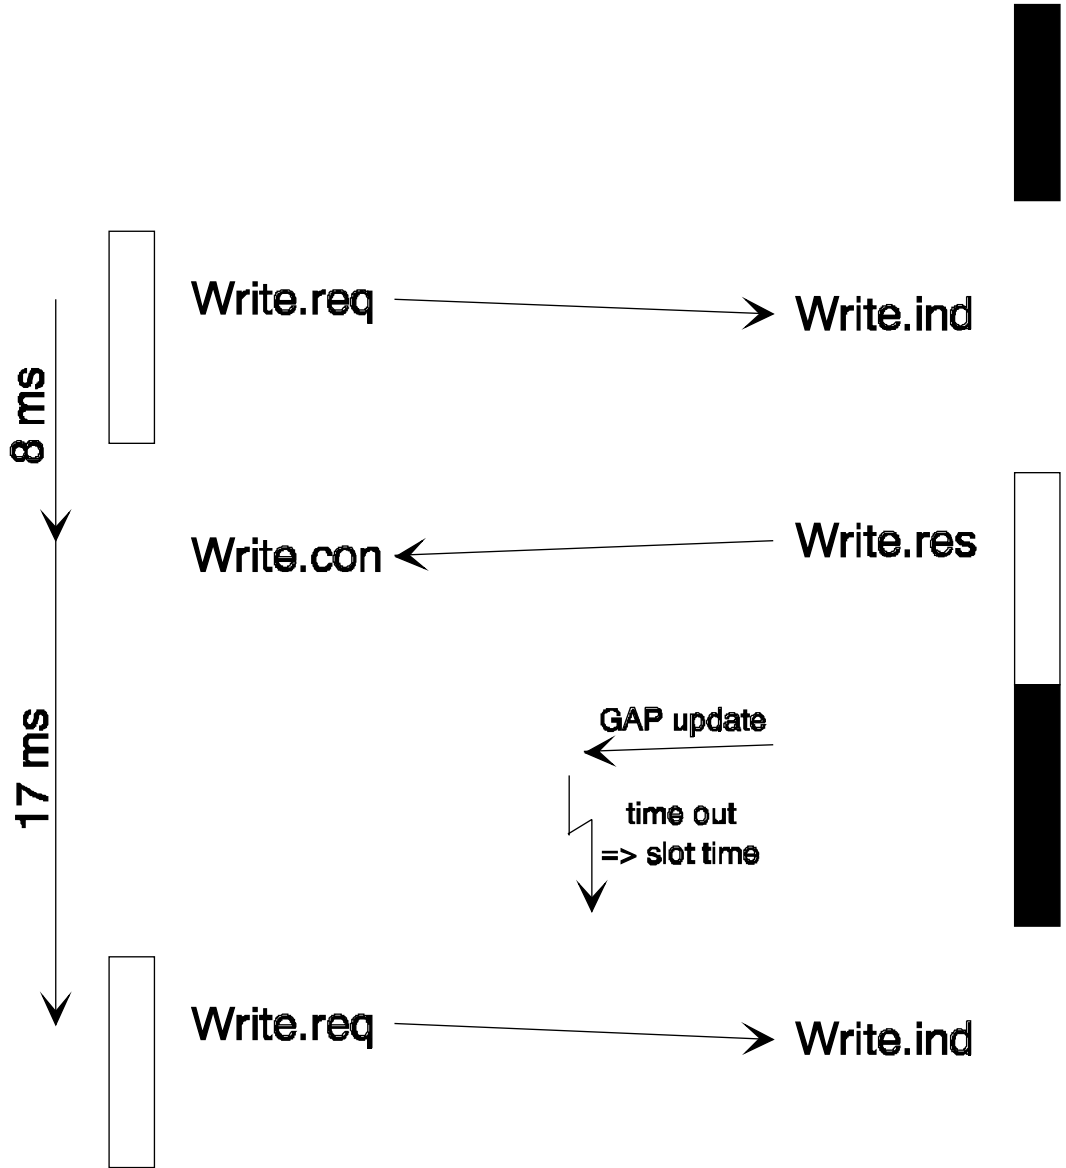 Write.req
Write.ind
8 ms
Write.con
Write.res
GAP update
17 ms
time out
=> slot time
Write.req
Write.ind